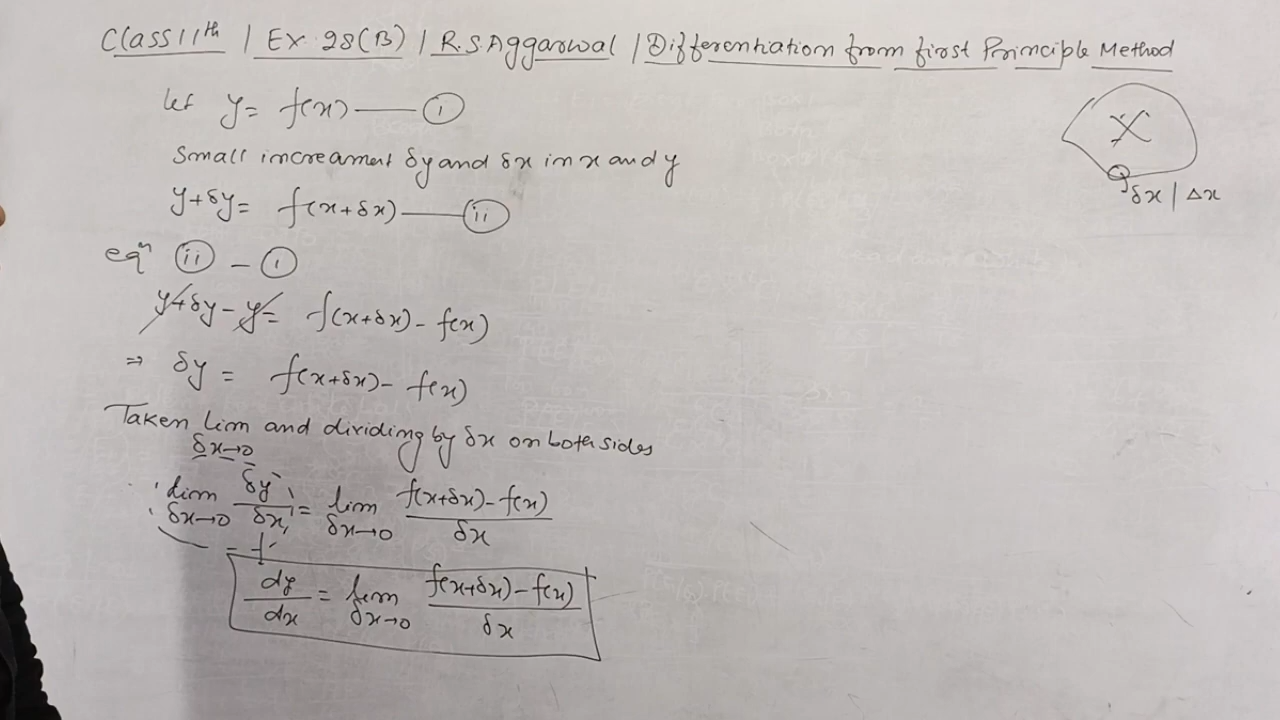 Class 11th | Ex 28(B) | R.S Aggarwal | Differentiation from first Principle Method
let y = f(x) — (i)
Small increament δy and δx in x and y
y+δy = f(x+δx) — (ii)
eqn (ii) - (i)
y+δy-y = f(x+δx) - f(x)
⇒ δy = f(x+δx) - f(x)
Taken lim and dividing by δx on both sides
δx→0
lim δx→0 δy/δx = lim δx→0 f(x+δx)-f(x)/δx
= f'
dy/dx = lim δx→0 f(x+δx)-f(x)/δx
X
δx | Δx